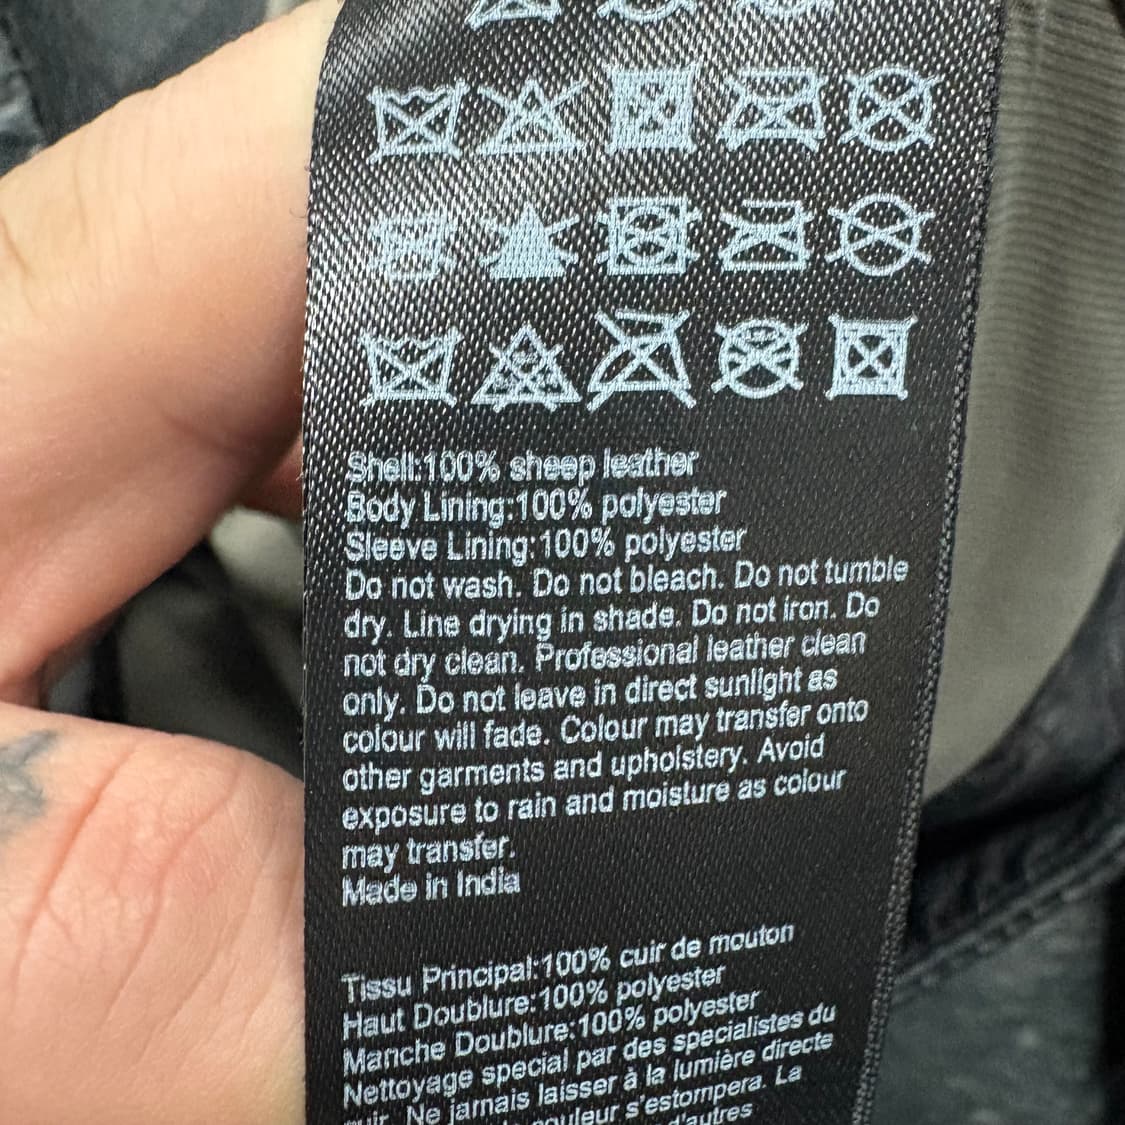 Shell:100% sheep leather
Body Lining:100% polyester
Sleeve Lining:100% polyester
Do not wash. Do not bleach. Do not tumble
dry. Line drying in shade. Do not iron. Do
not dry clean. Professional leather clean
only. Do not leave in direct sunlight as
colour will fade. Colour may transfer onto
other garments and upholstery. Avoid
exposure to rain and moisture as colour
may transfer.
Made in India
Tissu Principal:100% cuir de mouton
Haut Doublure:100% polyester
Manche Doublure:100% polyester
Nettoyage special par des specialistes du
Ne jamais laisser à la lumière directe
s'estompera. La
d'autres